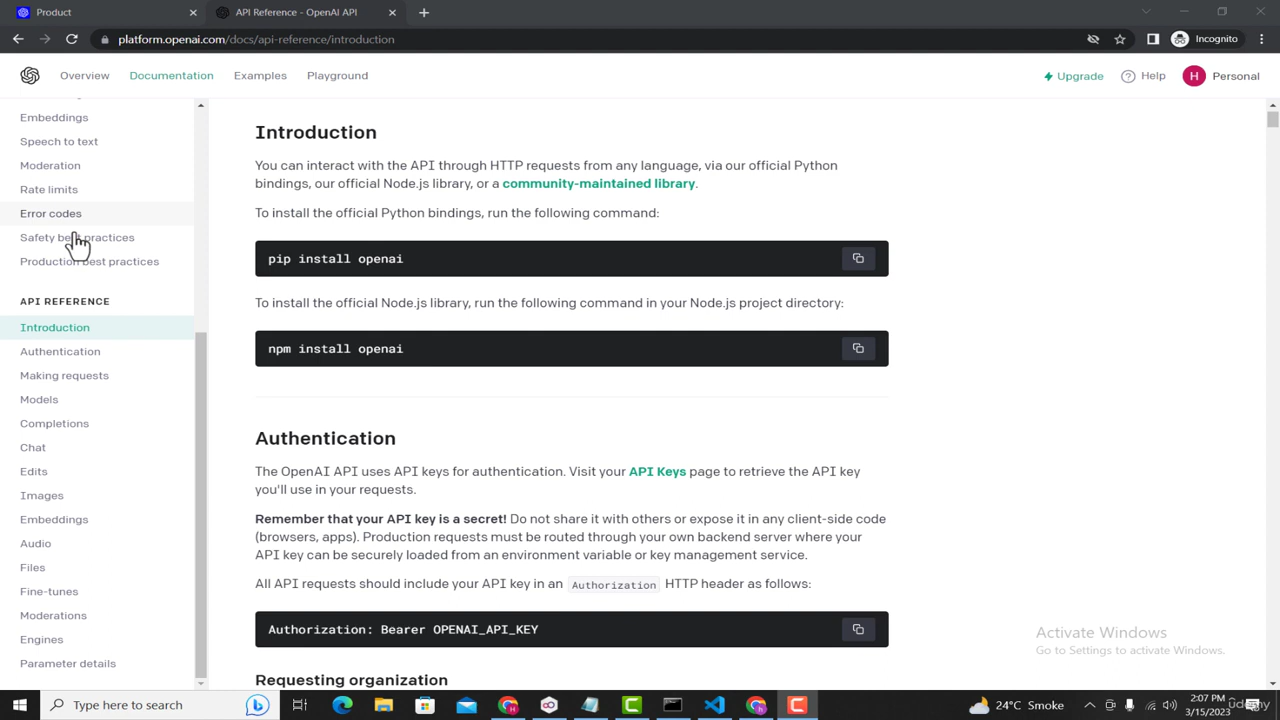 Product
API Reference - OpenAI API
platform.openai.com/docs/api-reference/introduction
Incognito
Overview
Documentation
Examples
Playground
Upgrade
Help
H
Personal
Embeddings
Speech to text
Moderation
Rate limits
Error codes
Safety best practices
Production best practices
API REFERENCE
Introduction
Authentication
Making requests
Models
Completions
Chat
Edits
Images
Embeddings
Audio
Files
Fine-tunes
Moderations
Engines
Parameter details
Introduction
You can interact with the API through HTTP requests from any language, via our official Python
bindings, our official Node.js library, or a community-maintained library.
To install the official Python bindings, run the following command:
pip install openai
To install the official Node.js library, run the following command in your Node.js project directory:
npm install openai
Authentication
The OpenAI API uses API keys for authentication. Visit your API Keys page to retrieve the API key
you'll use in your requests.
Remember that your API key is a secret! Do not share it with others or expose it in any client-side code
(browsers, apps). Production requests must be routed through your own backend server where your
API key can be securely loaded from an environment variable or key management service.
All API requests should include your API key in an Authorization HTTP header as follows:
Authorization: Bearer OPENAI_API_KEY
Requesting organization
Activate Windows
Go to Settings to activate Windows.
Type here to search
24°C Smoke
2:07 PM
3/15/2023